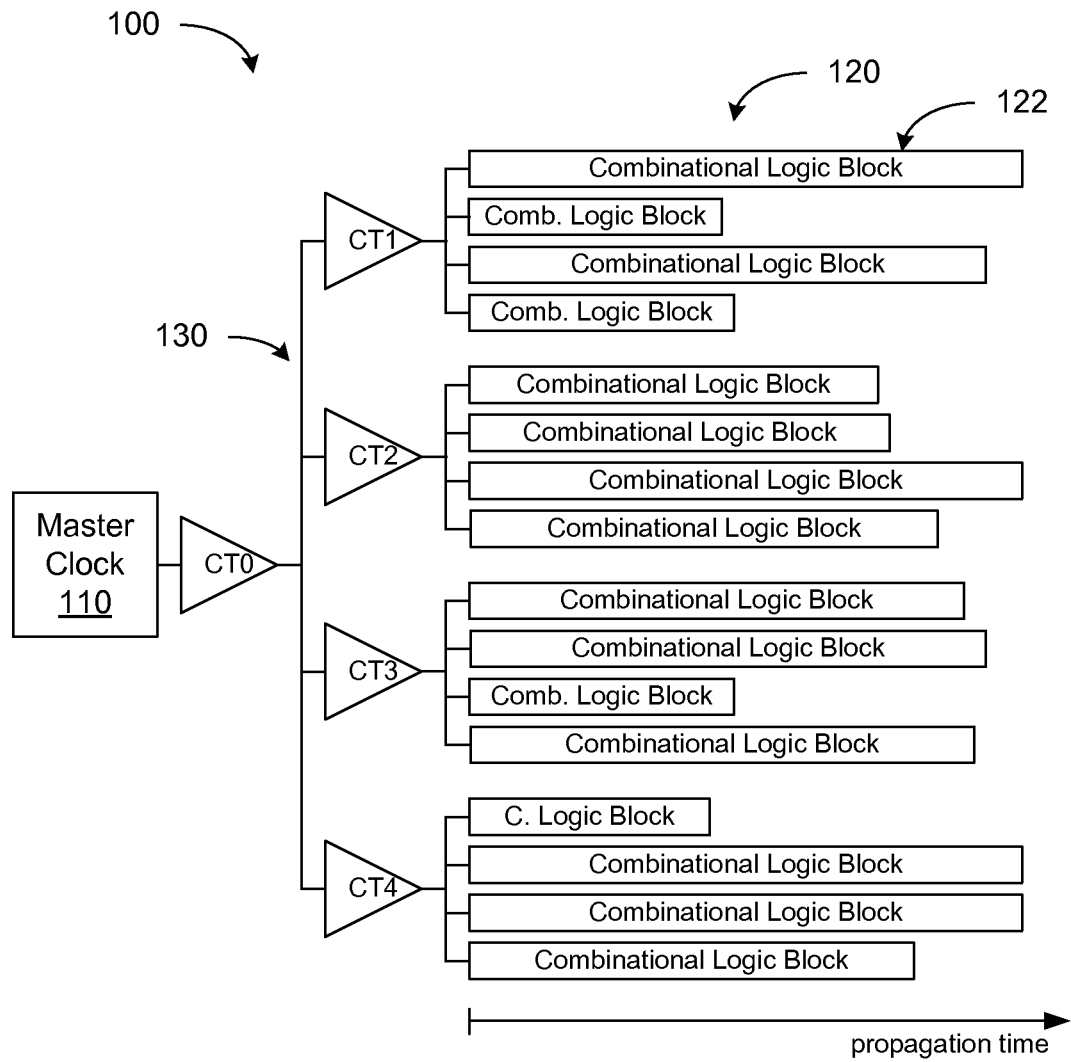 100
120
122
Combinational Logic Block
Comb. Logic Block
CT1
Combinational Logic Block
Comb. Logic Block
130
Combinational Logic Block
Combinational Logic Block
CT2
Combinational Logic Block
Combinational Logic Block
Master
Clock
110
CT0
Combinational Logic Block
Combinational Logic Block
CT3
Comb. Logic Block
Combinational Logic Block
C. Logic Block
Combinational Logic Block
CT4
Combinational Logic Block
Combinational Logic Block
propagation time